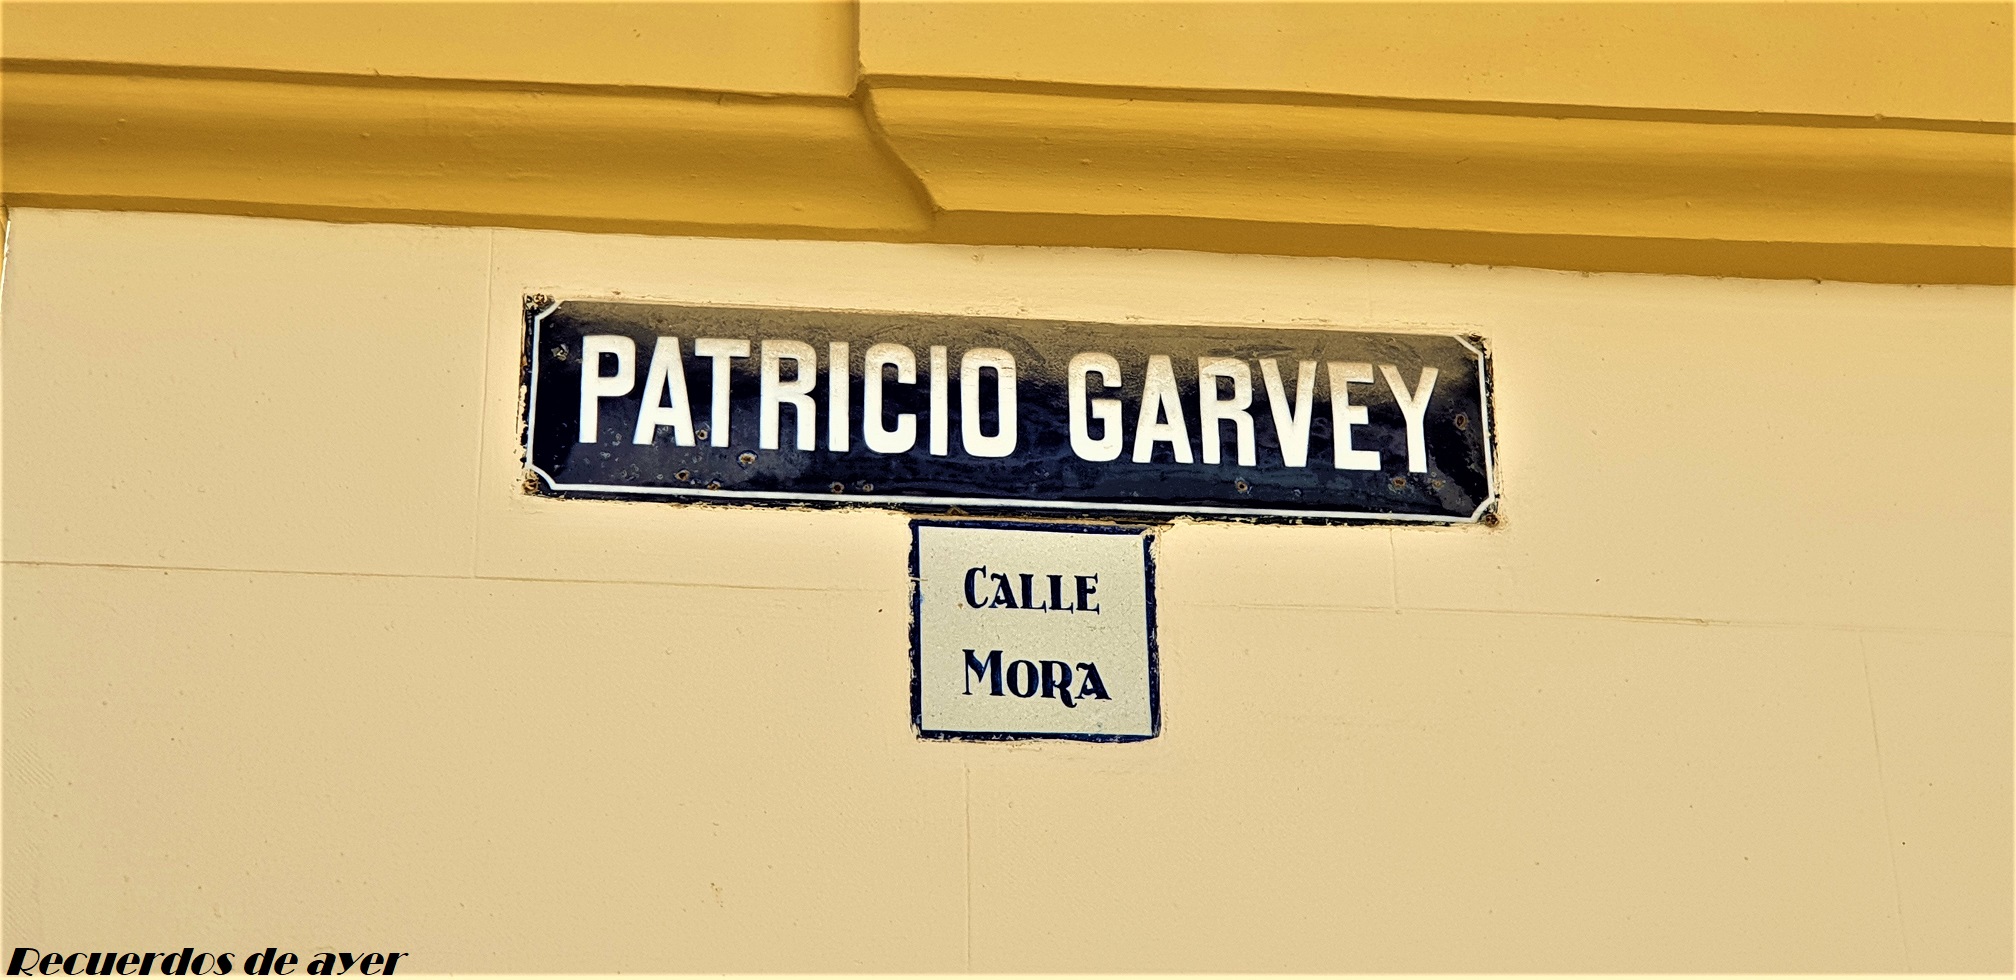 PATRICIO GARVEY
CALLE
MORA
Recuerdos de ayer